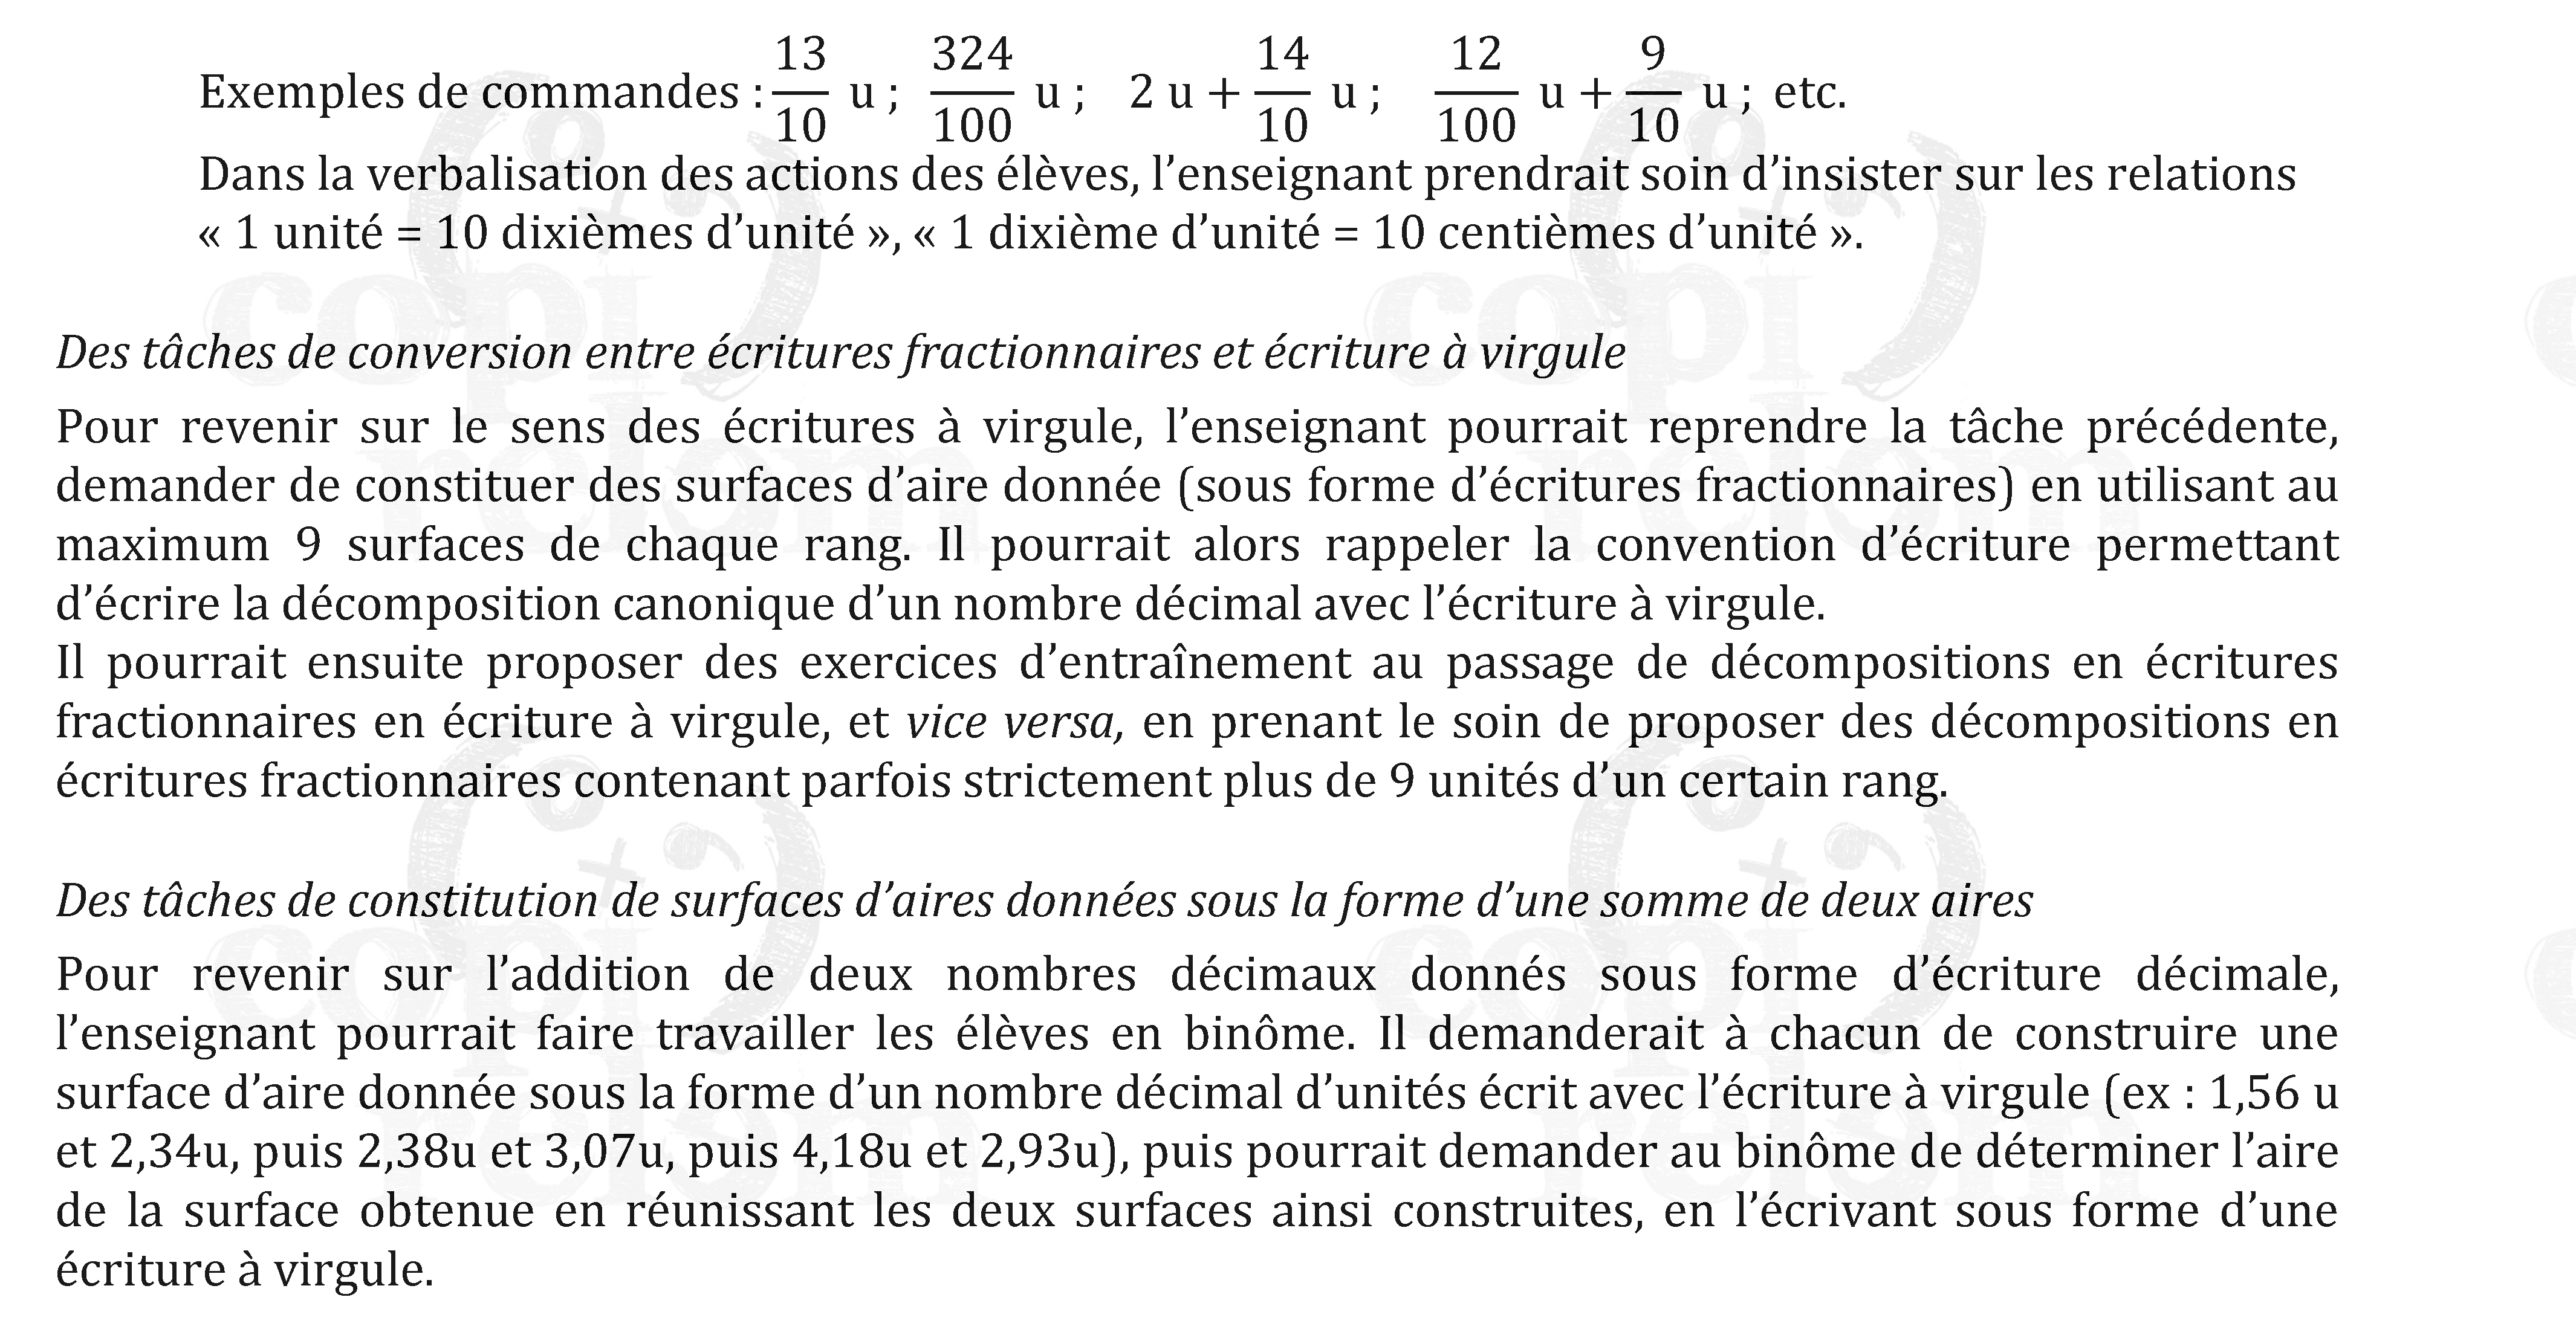 Exemples de commandes : 13/10 u ; 324/100 u ; 2 u + 14/10 u ; 12/100 u + 9/10 u ; etc.
Dans la verbalisation des actions des élèves, l’enseignant prendrait soin d’insister sur les relations
« 1 unité = 10 dixièmes d’unité », « 1 dixième d’unité = 10 centièmes d’unité ».
Des tâches de conversion entre écritures fractionnaires et écriture à virgule
Pour revenir sur le sens des écritures à virgule, l’enseignant pourrait reprendre la tâche précédente,
demander de constituer des surfaces d’aire donnée (sous forme d’écritures fractionnaires) en utilisant au
maximum 9 surfaces de chaque rang. Il pourrait alors rappeler la convention d’écriture permettant
d’écrire la décomposition canonique d’un nombre décimal avec l’écriture à virgule.
Il pourrait ensuite proposer des exercices d’entraînement au passage de décompositions en écritures
fractionnaires en écriture à virgule, et vice versa, en prenant le soin de proposer des décompositions en
écritures fractionnaires contenant parfois strictement plus de 9 unités d’un certain rang.
Des tâches de constitution de surfaces d’aires données sous la forme d’une somme de deux aires
Pour revenir sur l’addition de deux nombres décimaux donnés sous forme d’écriture décimale,
l’enseignant pourrait faire travailler les élèves en binôme. Il demanderait à chacun de construire une
surface d’aire donnée sous la forme d’un nombre décimal d’unités écrit avec l’écriture à virgule (ex : 1,56 u
et 2,34u, puis 2,38u et 3,07u, puis 4,18u et 2,93u), puis pourrait demander au binôme de déterminer l’aire
de la surface obtenue en réunissant les deux surfaces ainsi construites, en l’écrivant sous forme d’une
écriture à virgule.